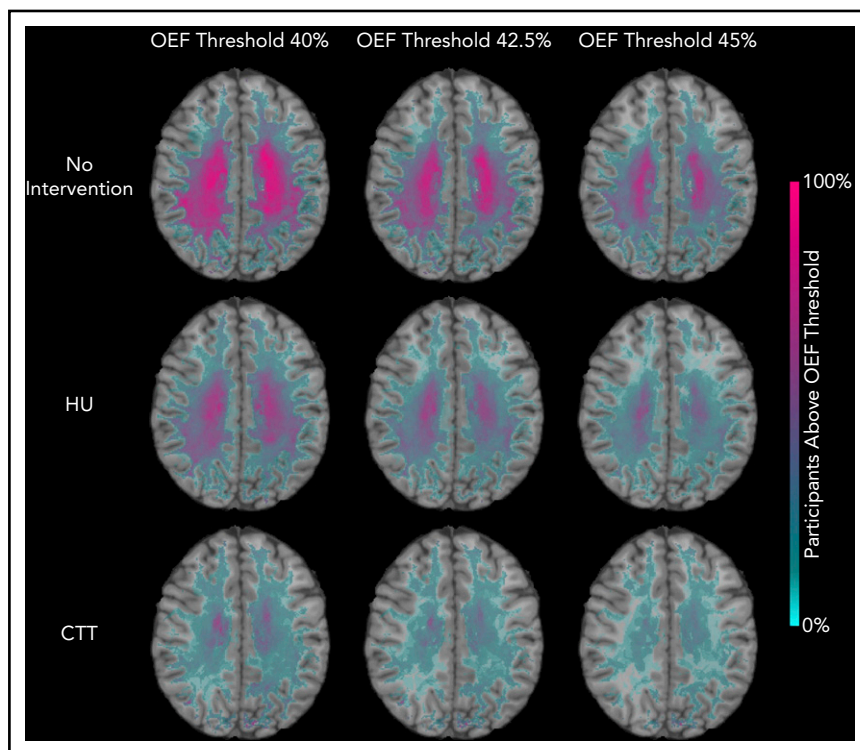 OEF Threshold 40%
OEF Threshold 42.5%
OEF Threshold 45%
No
Intervention
HU
CTT
100%
Participants Above OEF Threshold
0%